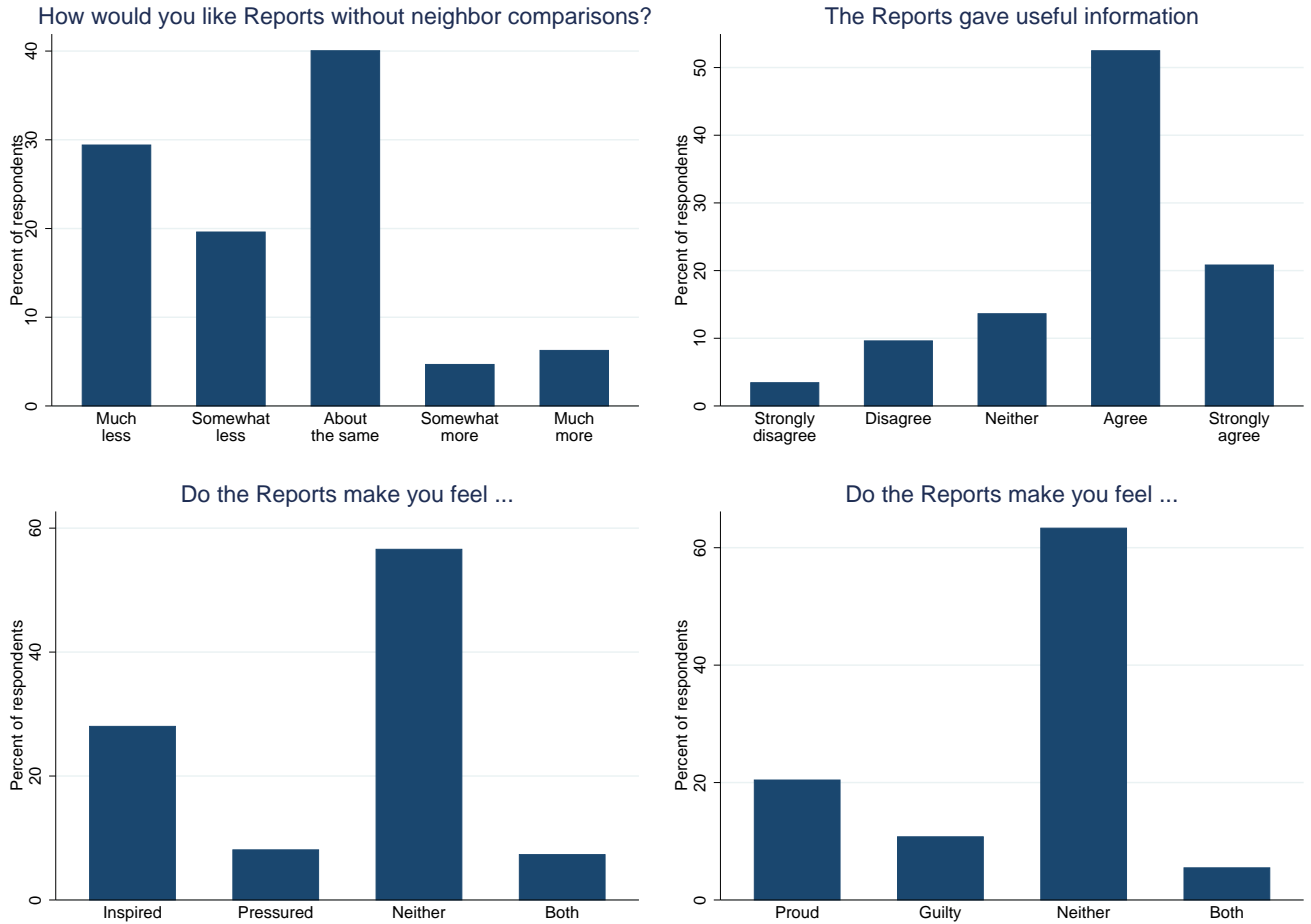 How would you like Reports without neighbor comparisons?
Percent of respondents
40
30
20
10
0
Much less
Somewhat less
About the same
Somewhat more
Much more
The Reports gave useful information
Percent of respondents
50
40
30
20
10
0
Strongly disagree
Disagree
Neither
Agree
Strongly agree
Do the Reports make you feel ...
Percent of respondents
60
40
20
0
Inspired
Pressured
Neither
Both
Do the Reports make you feel ...
Percent of respondents
60
40
20
0
Proud
Guilty
Neither
Both